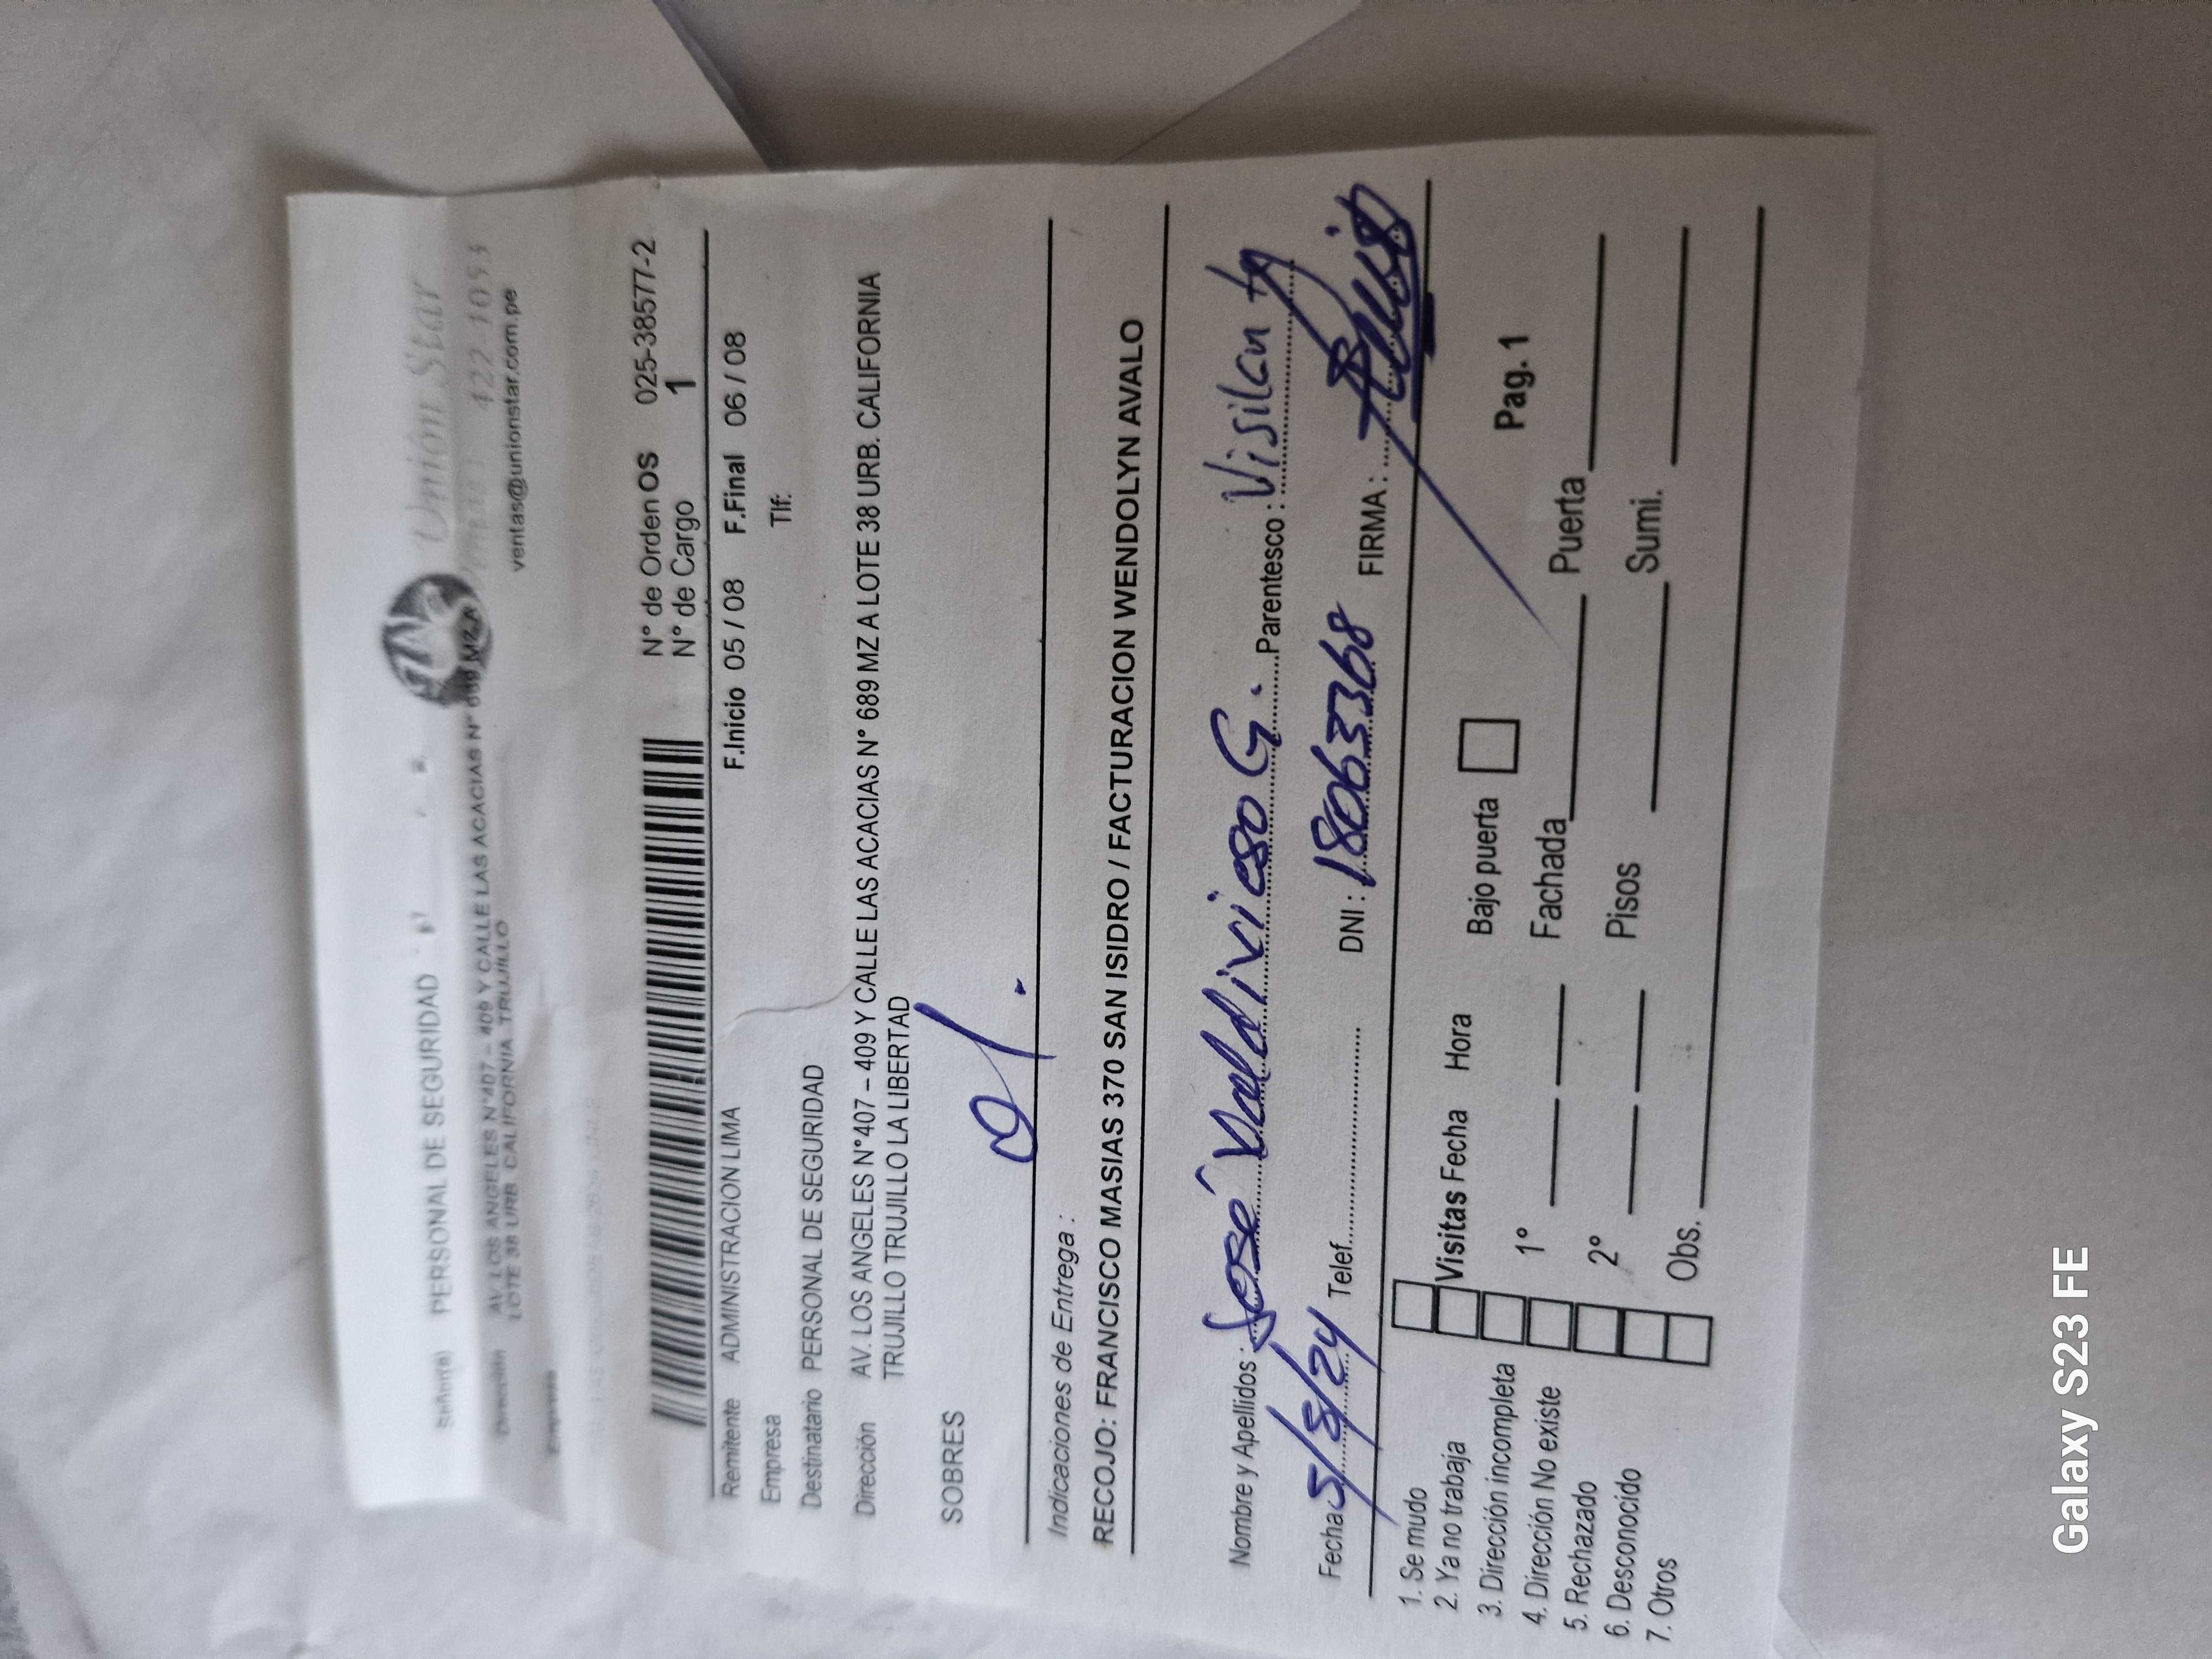 Señor(a) PERSONAL DE SEGURIDAD
Unión Star
422-1053
Dirección AV. LOS ANGELES N°407 – 409 Y CALLE LAS ACACIAS N° 689 MZ A
LOTE 38 URB. CALIFORNIA TRUJILLO
ventas@unionstar.com.pe
Empresa
N° de Orden OS 025-38577-2
N° de Cargo 1
Remitente ADMINISTRACION LIMA
F.Inicio 05 / 08 F.Final 06 / 08
Empresa
Tlf:
Destinatario PERSONAL DE SEGURIDAD
Dirección AV. LOS ANGELES N°407 – 409 Y CALLE LAS ACACIAS N° 689 MZ A LOTE 38 URB. CALIFORNIA
TRUJILLO TRUJILLO TRUJILLO LA LIBERTAD
SOBRES
Indicaciones de Entrega :
RECOJO: FRANCISCO MASIAS 370 SAN ISIDRO / FACTURACION WENDOLYN AVALO
Nombre y Apellidos : José Valdivieso G. Parentesco : Visilante
Fecha 5/8/24 Telef. DNI : 18063368 FIRMA :
1. Se mudo
2. Ya no trabaja
3. Dirección incompleta
4. Dirección No existe
5. Rechazado
6. Desconocido
7. Otros
Visitas Fecha Hora Bajo puerta Pag. 1
1° Fachada Puerta
2° Pisos Sumi.
Obs.
Galaxy S23 FE